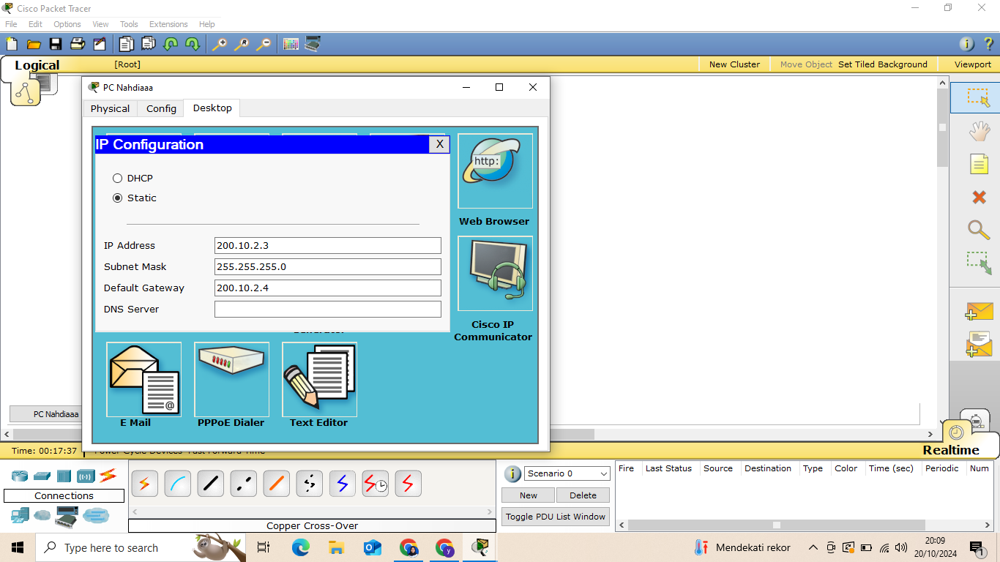 Cisco Packet Tracer
File Edit Options View Tools Extensions Help
Logical
[Root]
New Cluster Move Object Set Tiled Background Viewport
PC Nahdiaaa
Physical Config Desktop
IP Configuration X
DHCP
Static
IP Address 200.10.2.3
Subnet Mask 255.255.255.0
Default Gateway 200.10.2.4
DNS Server
http:
Web Browser
Cisco IP
Communicator
E Mail PPPoE Dialer Text Editor
PC Nahdiaaa
Time: 00:17:37 Power Cycle Devices Fast Forward Time
Realtime
Connections
Copper Cross-Over
Scenario 0
New Delete
Toggle PDU List Window
Fire Last Status Source Destination Type Color Time (sec) Periodic Num
Type here to search
Mendekati rekor
20:09
20/10/2024
1